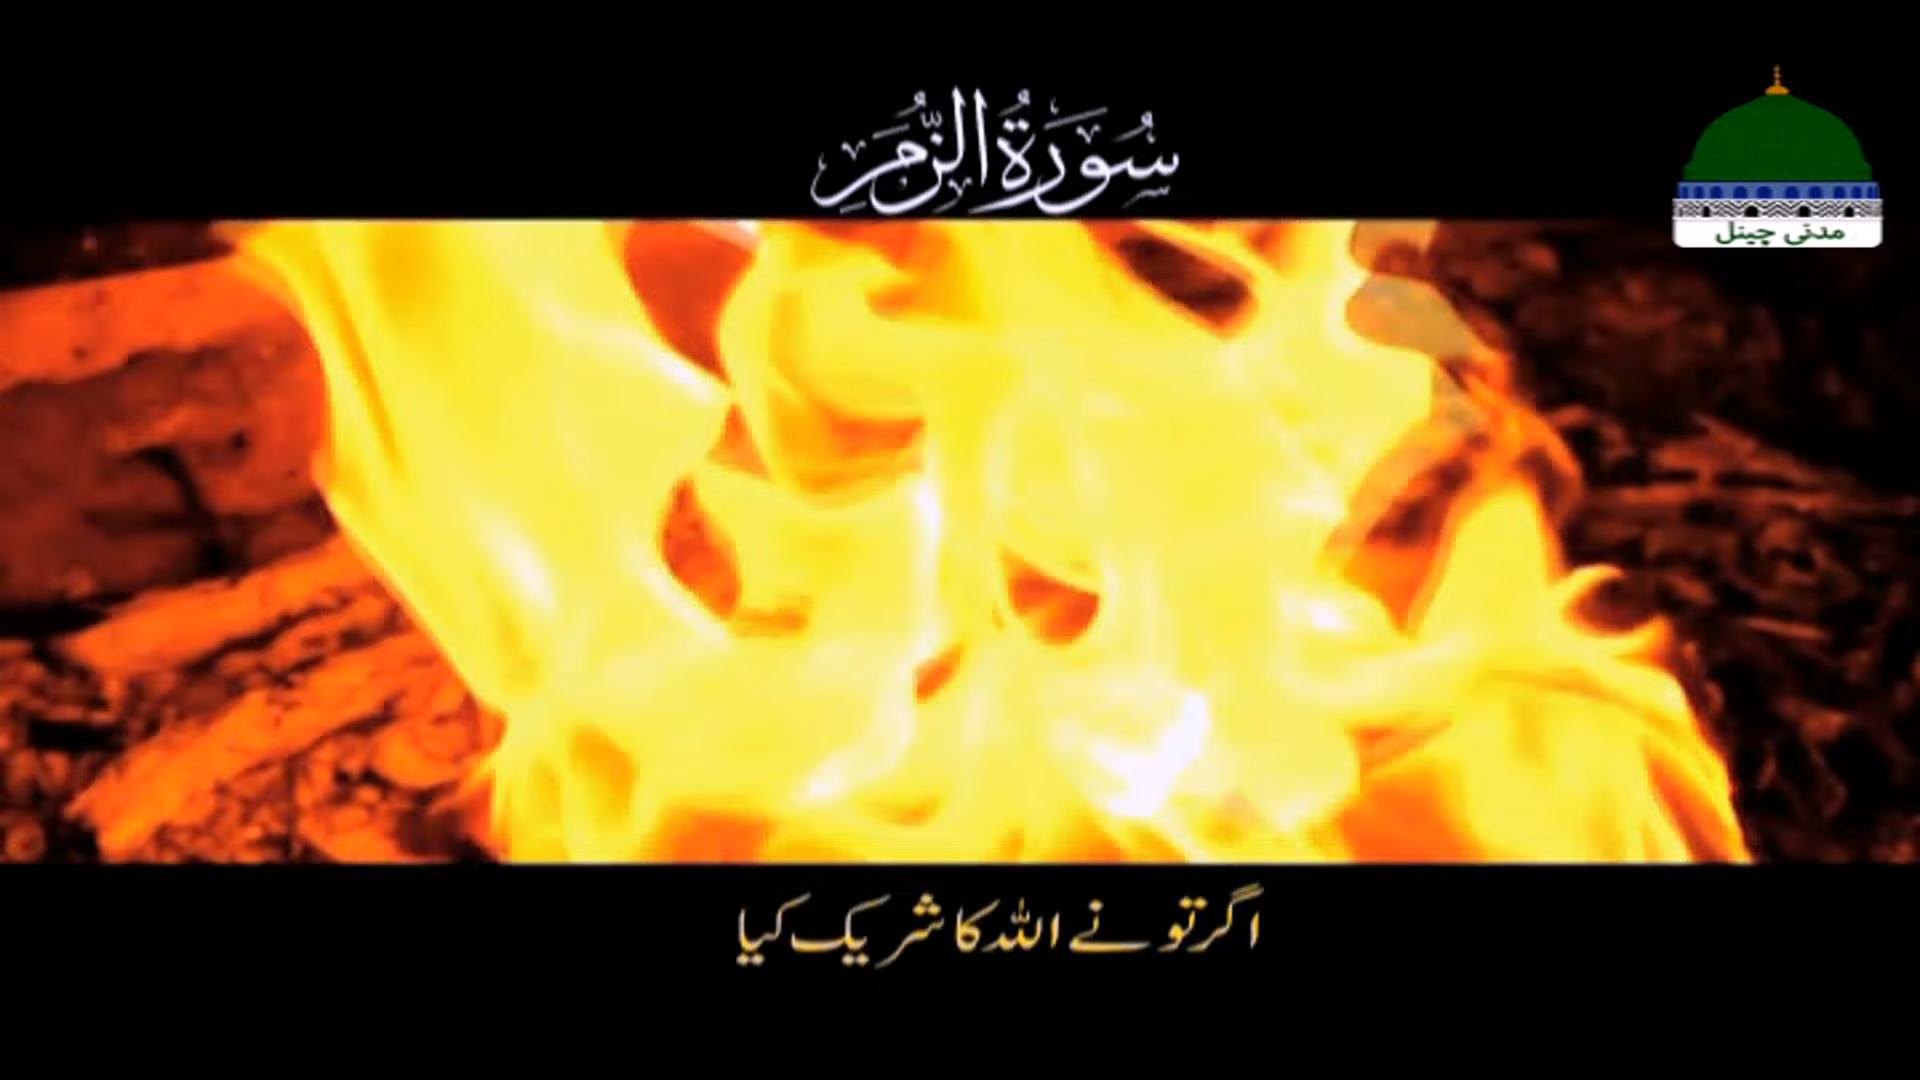 سُوْرَۃُ الزُّمَرِ
مدنی چینل
اگر تو نے اللہ کا شریک کیا